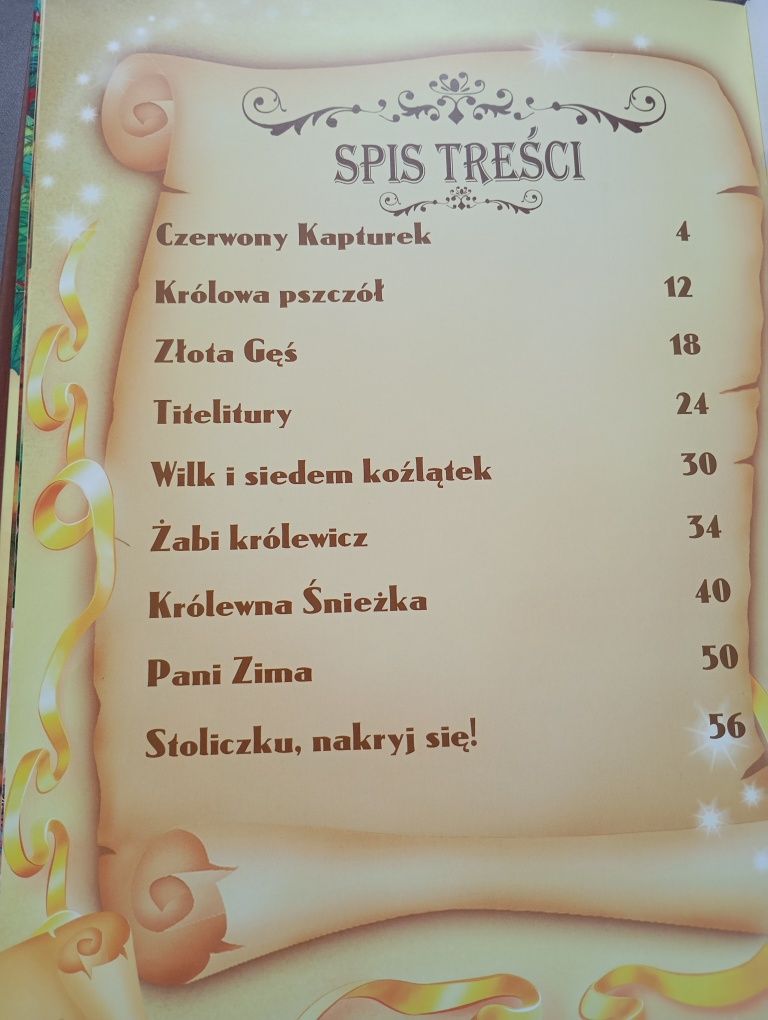 SPIS TREŚCI
Czerwony Kapturek 4
Królowa pszczół 12
Złota Gęś 18
Titelitury 24
Wilk i siedem koźlątek 30
Żabi królewicz 34
Królewna Śnieżka 40
Pani Zima 50
Stoliczku, nakryj się! 56